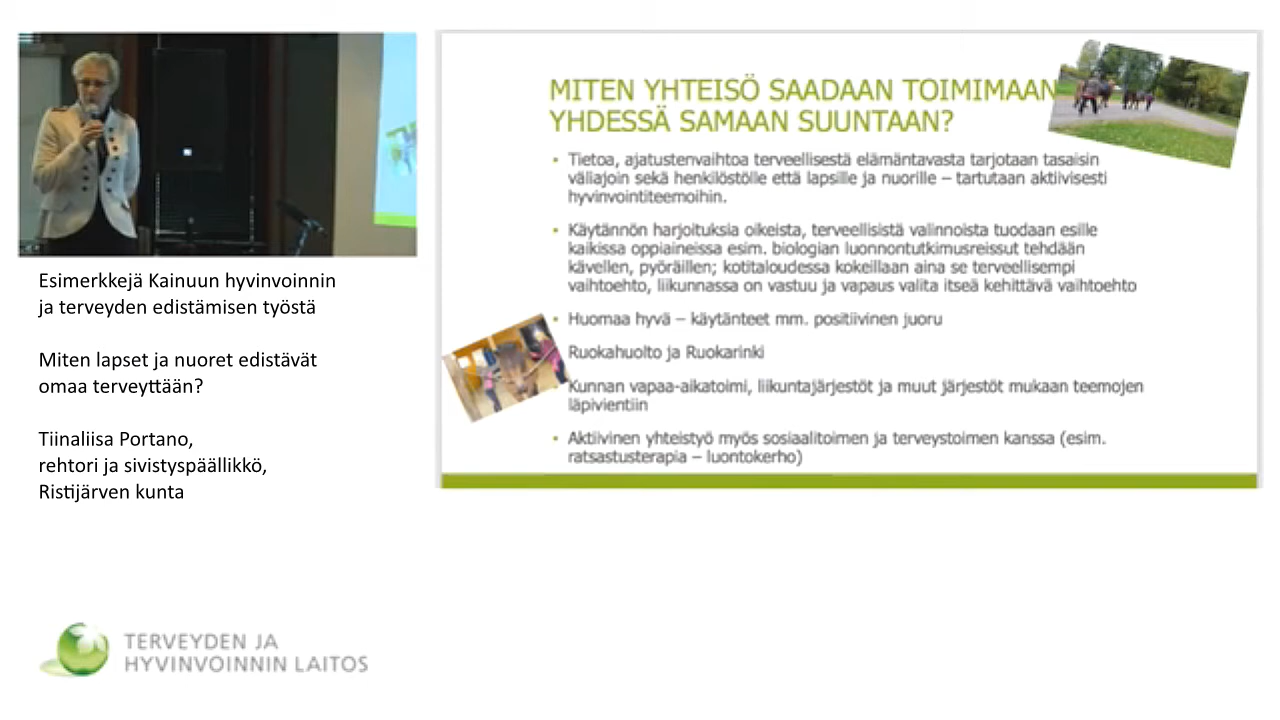 Esimerkkejä Kainuun hyvinvoinnin
ja terveyden edistämisen työstä
Miten lapset ja nuoret edistävät
omaa terveyttään?
Tiinaliisa Portano,
rehtori ja sivistyspäällikkö,
Ristijärven kunta
TERVEYDEN JA
HYVINVOINNIN LAITOS
MITEN YHTEISÖ SAADAAN TOIMIMAAN
YHDESSÄ SAMAAN SUUNTAAN?
▪ Tietoa, ajatustenvaihtoa terveellisestä elämäntavasta tarjotaan tasaisin
väliajoin sekä henkilöstölle että lapsille ja nuorille – tartutaan aktiivisesti
hyvinvointiteemoihin.
▪ Käytännön harjoituksia oikeista, terveellisistä valinnoista tuodaan esille
kaikissa oppiaineissa esim. biologian luonnontutkimusreissut tehdään
kävellen, pyöräillen; kotitaloudessa kokeillaan aina se terveellisempi
vaihtoehto, liikunnassa on vastuu ja vapaus valita itseä kehittävä vaihtoehto
▪ Huomaa hyvä – käytänteet mm. positiivinen juoru
Ruokahuolto ja Ruokarinki
Kunnan vapaa-aikatoimi, liikuntajärjestöt ja muut järjestöt mukaan teemojen
läpivientiin
▪ Aktiivinen yhteistyö myös sosiaalitoimen ja terveystoimen kanssa (esim.
ratsastusterapia – luontokerho)